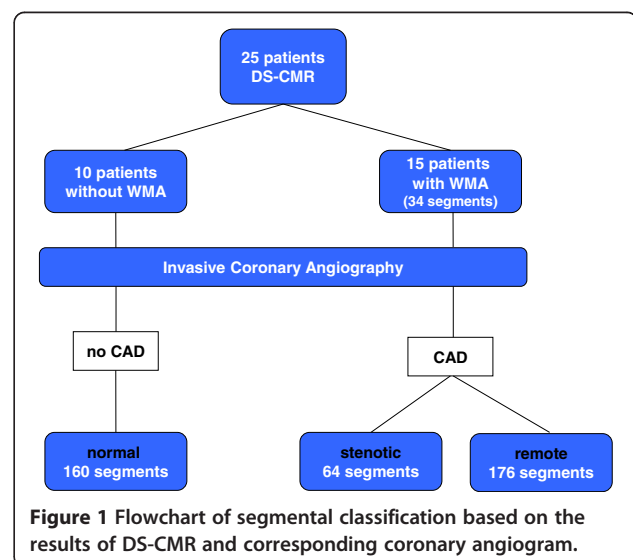 25 patients
DS-CMR
10 patients
without WMA
15 patients
with WMA
(34 segments)
Invasive Coronary Angiography
no CAD
CAD
normal
160 segments
stenotic
64 segments
remote
176 segments
Figure 1 Flowchart of segmental classification based on the
results of DS-CMR and corresponding coronary angiogram.